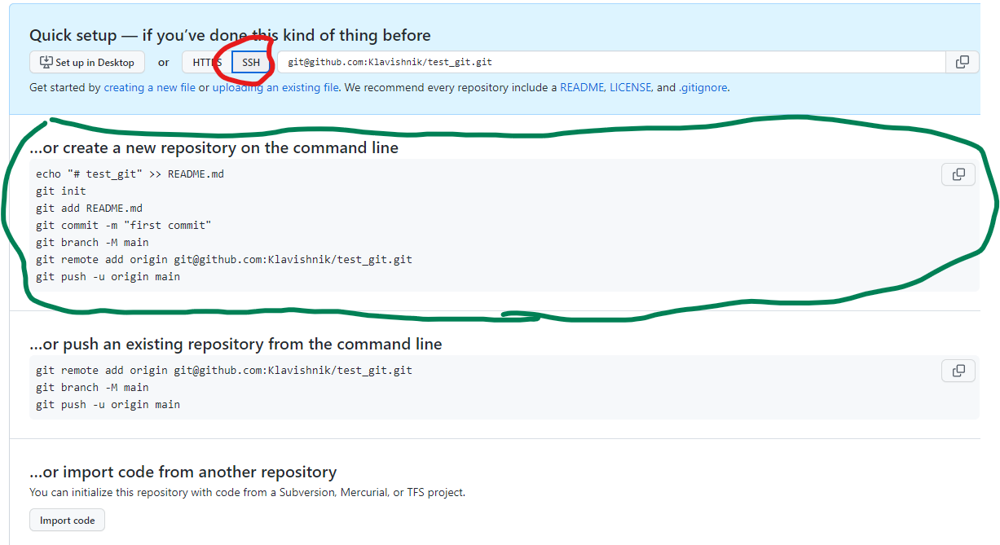 Quick setup — if you’ve done this kind of thing before
Set up in Desktop or HTTPS SSH git@github.com:Klavishnik/test_git.git
Get started by creating a new file or uploading an existing file. We recommend every repository include a README, LICENSE, and .gitignore.
…or create a new repository on the command line
echo "# test_git" >> README.md
git init
git add README.md
git commit -m "first commit"
git branch -M main
git remote add origin git@github.com:Klavishnik/test_git.git
git push -u origin main
…or push an existing repository from the command line
git remote add origin git@github.com:Klavishnik/test_git.git
git branch -M main
git push -u origin main
…or import code from another repository
You can initialize this repository with code from a Subversion, Mercurial, or TFS project.
Import code